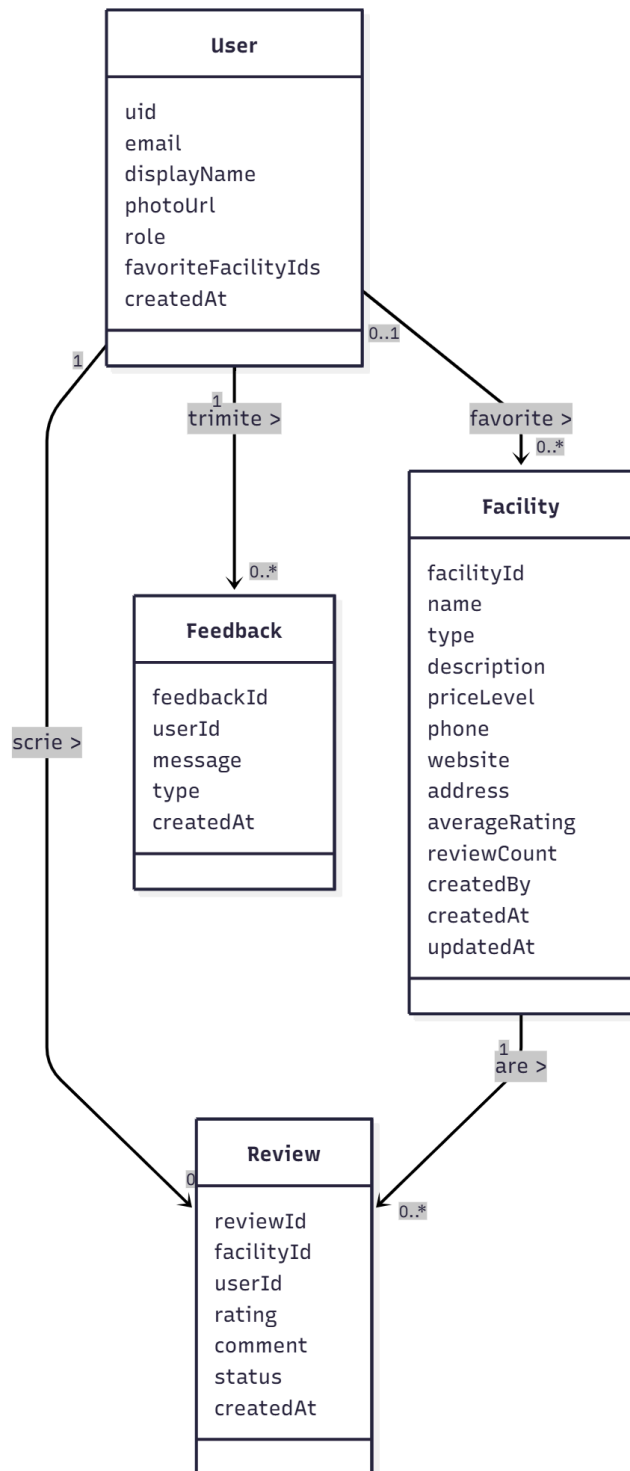 User
uid
email
displayName
photoUrl
role
favoriteFacilityIds
createdAt
1
1
trimite >
0..1
favorite >
0..*
0..*
Facility
facilityId
name
type
description
priceLevel
phone
website
address
averageRating
reviewCount
createdBy
createdAt
updatedAt
Feedback
feedbackId
userId
message
type
createdAt
scrie >
1
are >
0
0..*
Review
reviewId
facilityId
userId
rating
comment
status
createdAt